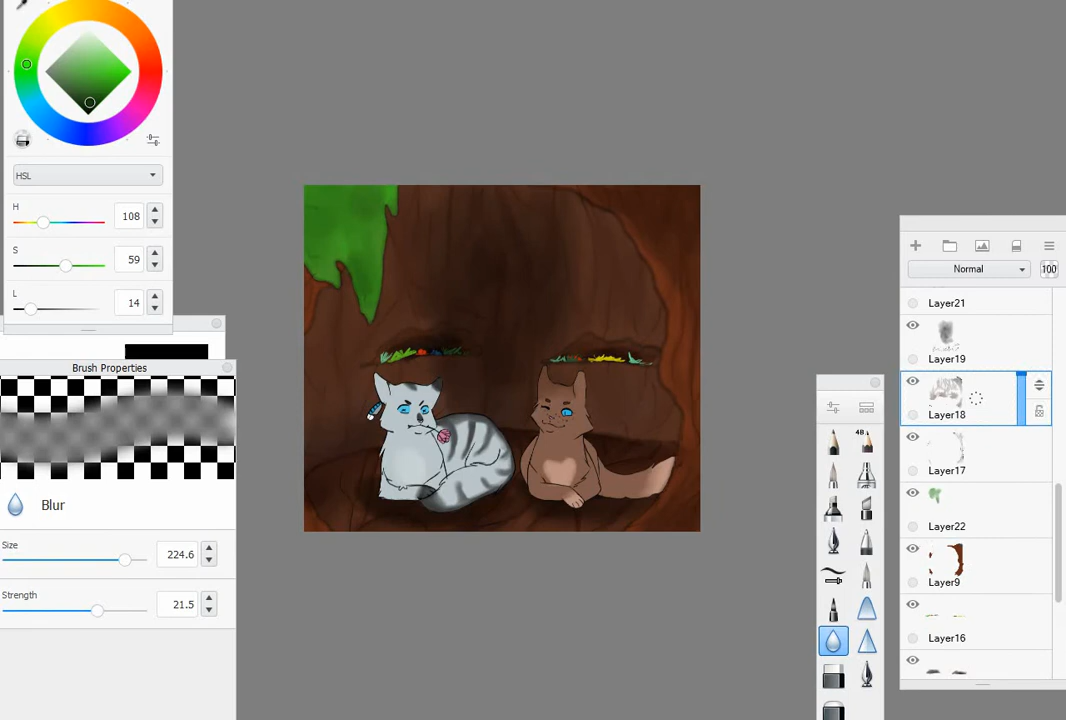 HSL
H
108
S
59
L
14
Brush Properties
Blur
Size
224.6
Strength
21.5
4B
Normal
100
Layer21
Layer19
Layer18
Layer17
Layer22
Layer9
Layer16